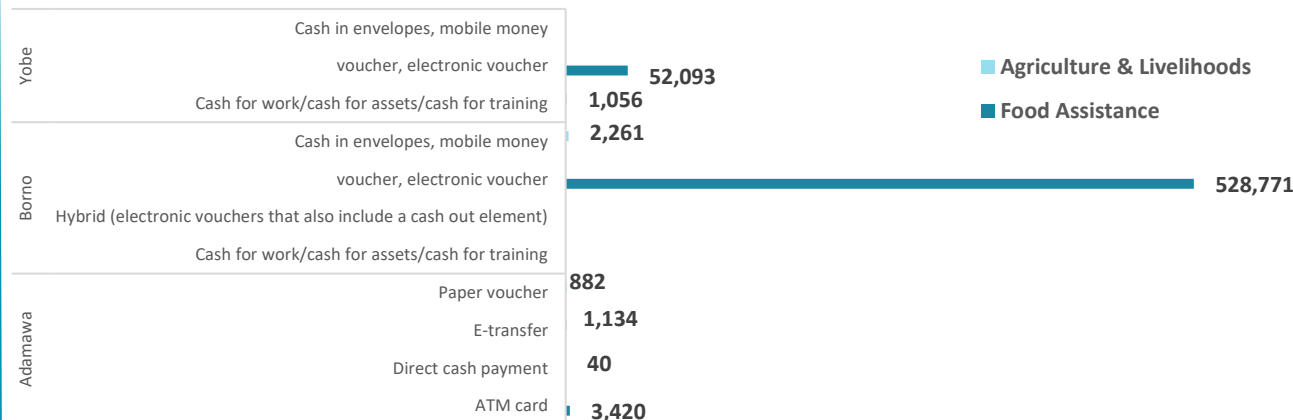 Yobe
Cash in envelopes, mobile money
voucher, electronic voucher
52,093
Cash for work/cash for assets/cash for training
1,056
Borno
Cash in envelopes, mobile money
2,261
voucher, electronic voucher
528,771
Hybrid (electronic vouchers that also include a cash out element)
Cash for work/cash for assets/cash for training
Adamawa
Paper voucher
882
E-transfer
1,134
Direct cash payment
40
ATM card
3,420
Agriculture & Livelihoods
Food Assistance